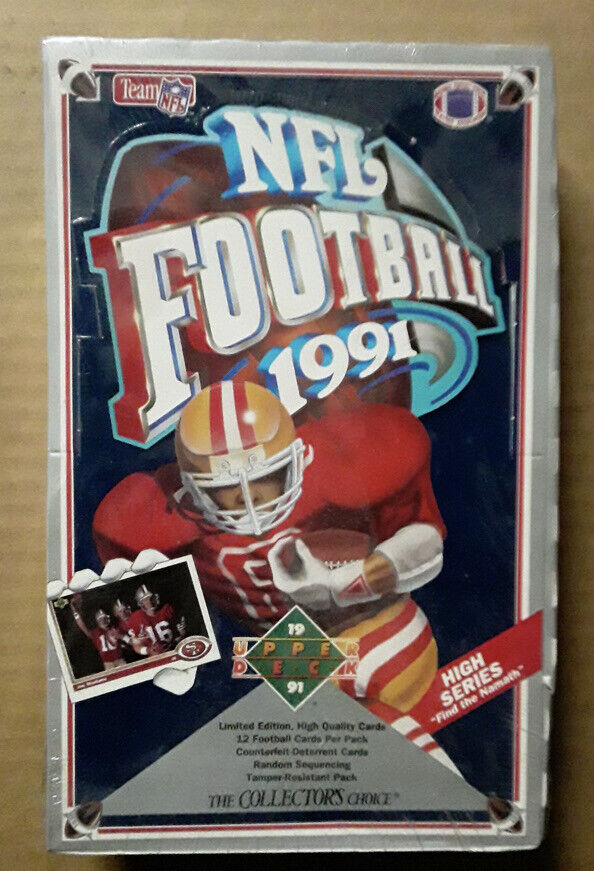 Team NFL
NFL
FOOTBALL
1991
16
19
UPPER
DECK
91
HIGH
SERIES
"Find the Namath"
Limited Edition, High Quality Cards
12 Football Cards Per Pack
Counterfeit-Deterrent Cards
Random Sequencing
Tamper-Resistant Pack
THE COLLECTOR'S CHOICE